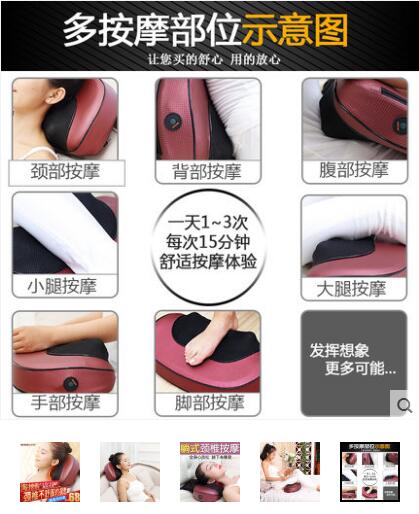 多按摩部位示意图
让您买的舒心 用的放心
颈部按摩
背部按摩
腹部按摩
小腿按摩
一天1~3次
每次15分钟
舒适按摩体验
大腿按摩
手部按摩
脚部按摩
发挥想象
更多可能...
躺式颈椎按摩
多按摩部位示意图